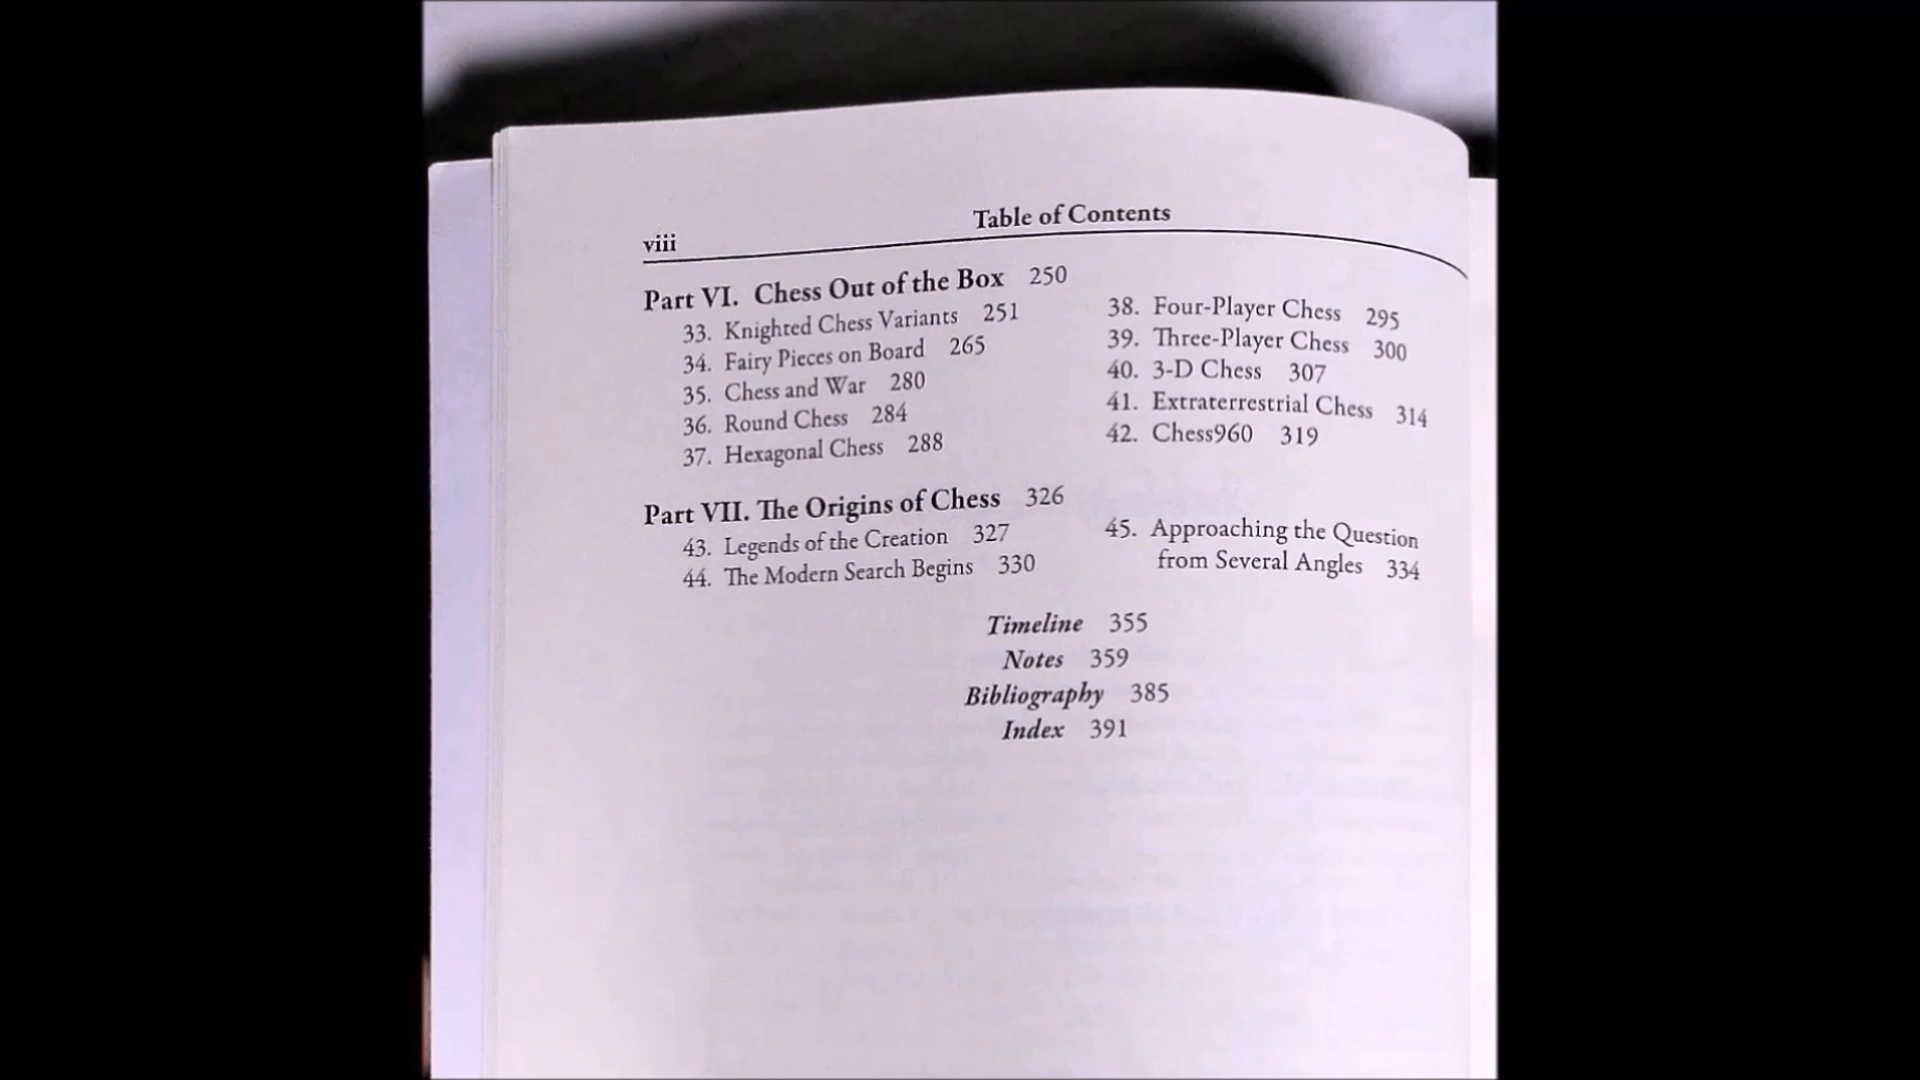 viii
Table of Contents
Part VI. Chess Out of the Box 250
33. Knighted Chess Variants 251
34. Fairy Pieces on Board 265
35. Chess and War 280
36. Round Chess 284
37. Hexagonal Chess 288
38. Four-Player Chess 295
39. Three-Player Chess 300
40. 3-D Chess 307
41. Extraterrestrial Chess 314
42. Chess960 319
Part VII. The Origins of Chess 326
43. Legends of the Creation 327
44. The Modern Search Begins 330
45. Approaching the Question
from Several Angles 334
Timeline 355
Notes 359
Bibliography 385
Index 391